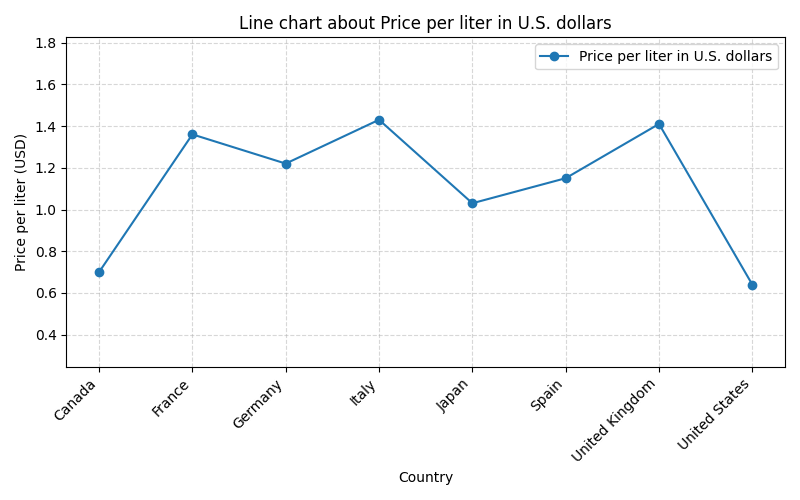 Line chart about Price per liter in U.S. dollars
Price per liter in U.S. dollars
Price per liter (USD)
1.8
1.6
1.4
1.2
1.0
0.8
0.6
0.4
Canada
France
Germany
Italy
Japan
Spain
United Kingdom
United States
Country